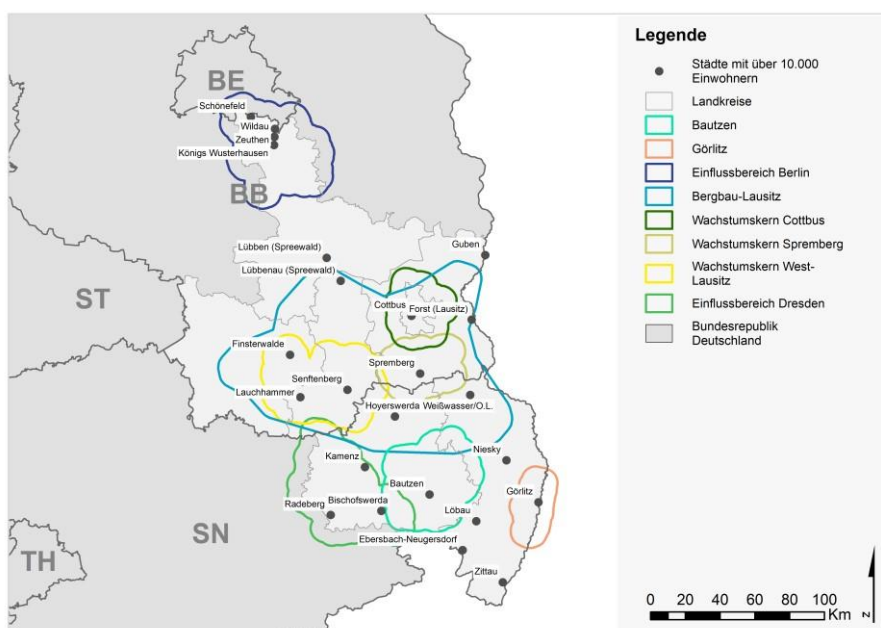 BE
Schönefeld
Wildau
Zeuthen
Königs Wusterhausen
BB
Lübben (Spreewald)
Guben
Lübbenau (Spreewald)
ST
Cottbus
Forst (Lausitz)
Finsterwalde
Spremberg
Senftenberg
Lauchhammer
Hoyerswerda
Weißwasser/O.L.
Kamenz
Niesky
Bautzen
Görlitz
Radeberg
Bischofswerda
Löbau
SN
Ebersbach-Neugersdorf
TH
Zittau
Legende
Städte mit über 10.000
Einwohnern
Landkreise
Bautzen
Görlitz
Einflussbereich Berlin
Bergbau-Lausitz
Wachstumskern Cottbus
Wachstumskern Spremberg
Wachstumskern West-
Lausitz
Einflussbereich Dresden
Bundesrepublik
Deutschland
0 10 20 40 60 80 100
Km
N